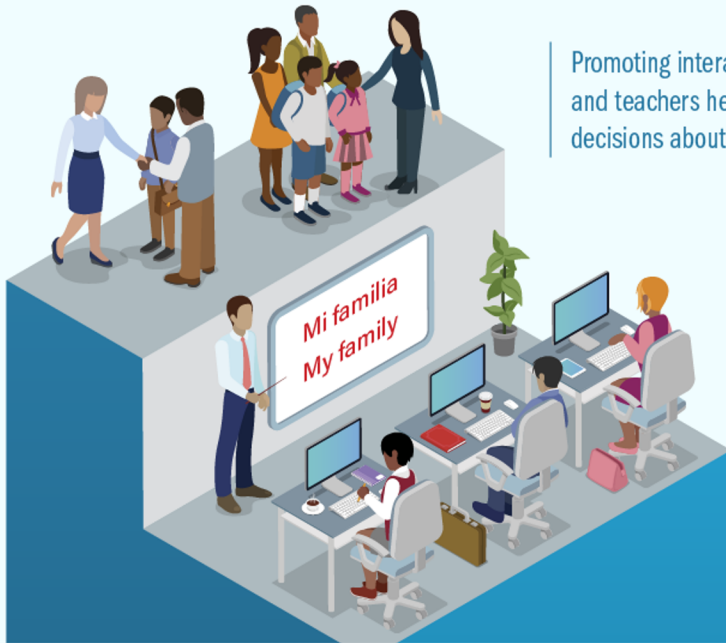 Promoting intera
and teachers he
decisions about
Mi familia
My family